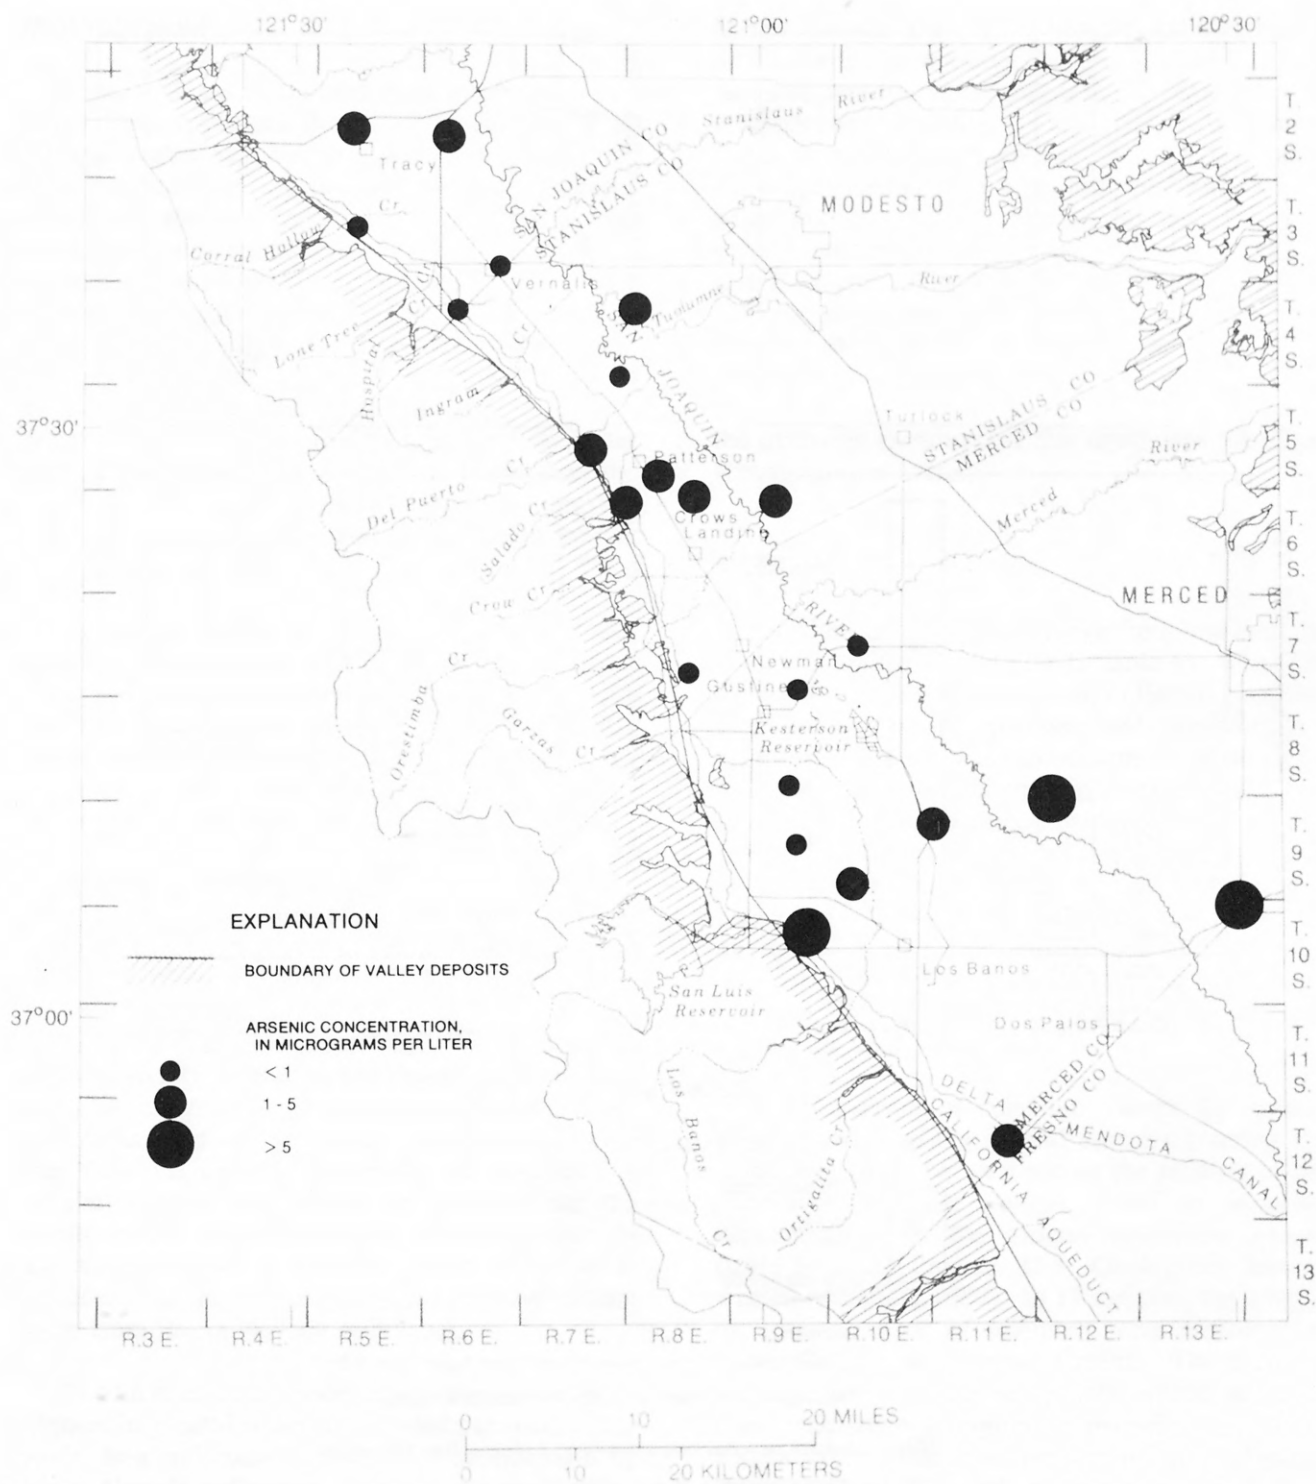 121°30'
121°00'
120°30'
T.
2
S.
T.
3
S.
T.
4
S.
T.
5
S.
T.
6
S.
T.
7
S.
T.
8
S.
T.
9
S.
T.
10
S.
T.
11
S.
T.
12
S.
T.
13
S.
Stanislaus River
SAN JOAQUIN CO
STANISLAUS CO
Tracy
MODESTO
Corral Hollow Cr.
Vernalis
Tuolumne River
Lone Tree Cr.
Hospital Cr.
Ingram Cr.
SAN JOAQUIN RIVER
37°30'
Turlock
STANISLAUS CO
MERCED CO
Patterson
Merced River
Del Puerto Cr.
Salado Cr.
Crows
Landing
Crow Cr.
MERCED
Orestimba Cr.
Newman
Gustine
Garzas Cr.
Kesterson
Reservoir
EXPLANATION
BOUNDARY OF VALLEY DEPOSITS
ARSENIC CONCENTRATION,
IN MICROGRAMS PER LITER
< 1
1 - 5
> 5
San Luis
Reservoir
Los Banos
37°00'
Dos Palos
Los Banos Cr.
Ortigalita Cr.
MERCED CO
FRESNO CO
DELTA MENDOTA CANAL
CALIFORNIA AQUEDUCT
R.3 E. R.4 E. R.5 E. R.6 E. R.7 E. R.8 E. R.9 E. R.10 E. R.11 E. R.12 E. R.13 E.
0 10 20 MILES
0 10 20 KILOMETERS